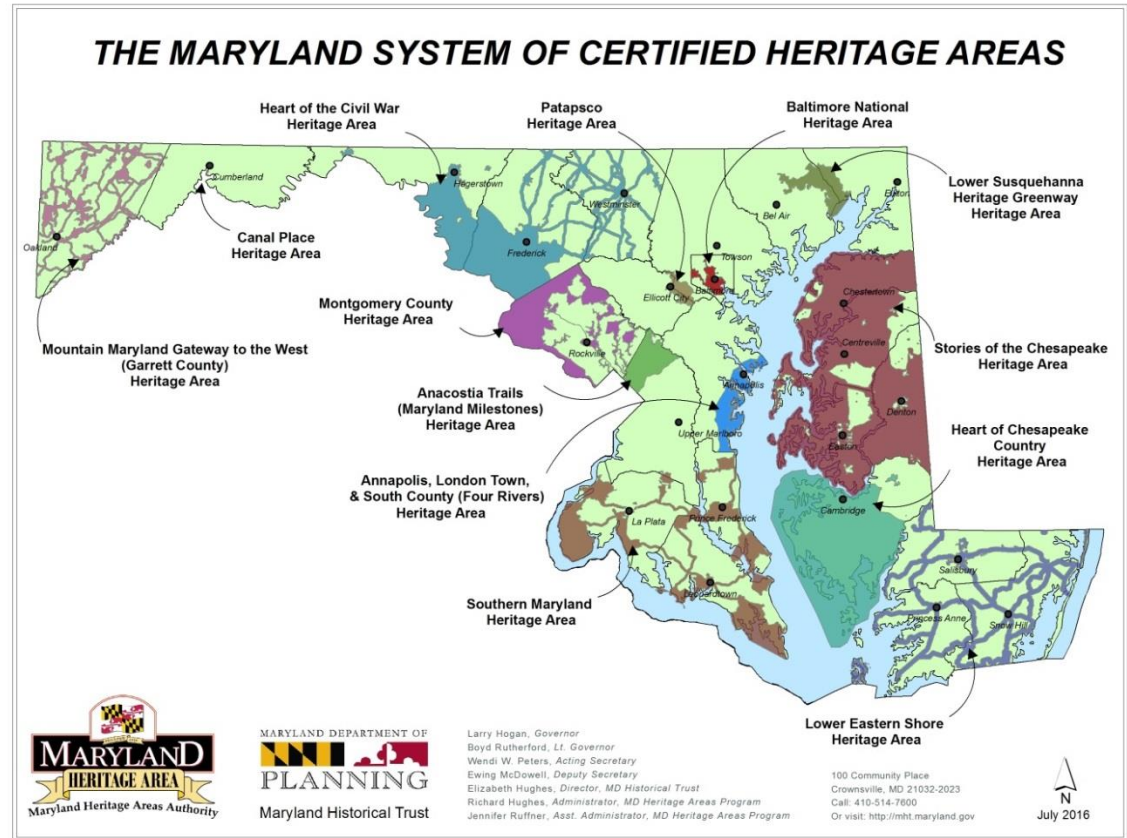 THE MARYLAND SYSTEM OF CERTIFIED HERITAGE AREAS
Heart of the Civil War
Heritage Area
Patapsco
Heritage Area
Baltimore National
Heritage Area
Lower Susquehanna
Heritage Greenway
Heritage Area
Canal Place
Heritage Area
Montgomery County
Heritage Area
Mountain Maryland Gateway to the West
(Garrett County)
Heritage Area
Stories of the Chesapeake
Heritage Area
Anacostia Trails
(Maryland Milestones)
Heritage Area
Heart of Chesapeake
Country
Heritage Area
Annapolis, London Town,
& South County (Four Rivers)
Heritage Area
Southern Maryland
Heritage Area
Lower Eastern Shore
Heritage Area
Cumberland
Oakland
Hagerstown
Westminster
Frederick
Bel Air
Elkton
Towson
Baltimore
Ellicott City
Rockville
Chestertown
Centreville
Annapolis
Denton
Easton
Upper Marlboro
Cambridge
La Plata
Prince Frederick
Leonardtown
Salisbury
Princess Anne
Snow Hill
MARYLAND
HERITAGE AREA
Maryland Heritage Areas Authority
MARYLAND DEPARTMENT OF
PLANNING
Maryland Historical Trust
Larry Hogan, Governor
Boyd Rutherford, Lt. Governor
Wendi W. Peters, Acting Secretary
Ewing McDowell, Deputy Secretary
Elizabeth Hughes, Director, MD Historical Trust
Richard Hughes, Administrator, MD Heritage Areas Program
Jennifer Ruffner, Asst. Administrator, MD Heritage Areas Program
100 Community Place
Crownsville, MD 21032-2023
Call: 410-514-7600
Or visit: http://mht.maryland.gov
N
July 2016